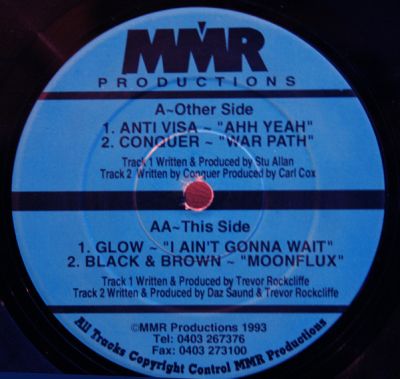 MMR
PRODUCTIONS
A~Other Side
1. ANTI VISA ~ "AHH YEAH"
2. CONQUER ~ "WAR PATH"
Track 1 Written & Produced by Stu Allan
Track 2 Written by Conquer Produced by Carl Cox
AA~This Side
1. GLOW ~ "I AIN'T GONNA WAIT"
2. BLACK & BROWN ~ "MOONFLUX"
Track 1 Written & Produced by Trevor Rockcliffe
Track 2 Written & Produced by Daz Saund & Trevor Rockcliffe
©MMR Productions 1993
Tel: 0403 267376
Fax: 0403 273100
All Tracks Copyright Control MMR Productions